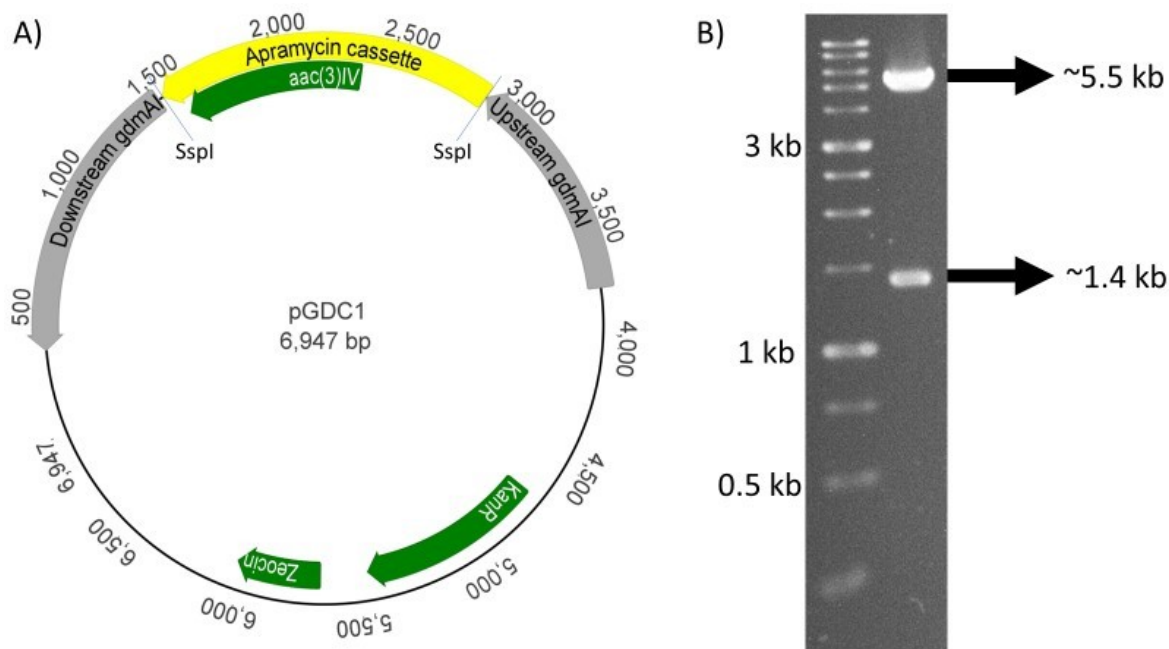 A)
2,000
2,500
Apramycin cassette
aac(3)IV
1,500
3,000
SspI
SspI
Downstream gdmAI
Upstream gdmAI
1,000
3,500
500
pGDC1
6,947 bp
4,000
4,500
KanR
5,000
Zeocin
5,500
6,000
6,500
6,947
B)
~5.5 kb
3 kb
~1.4 kb
1 kb
0.5 kb